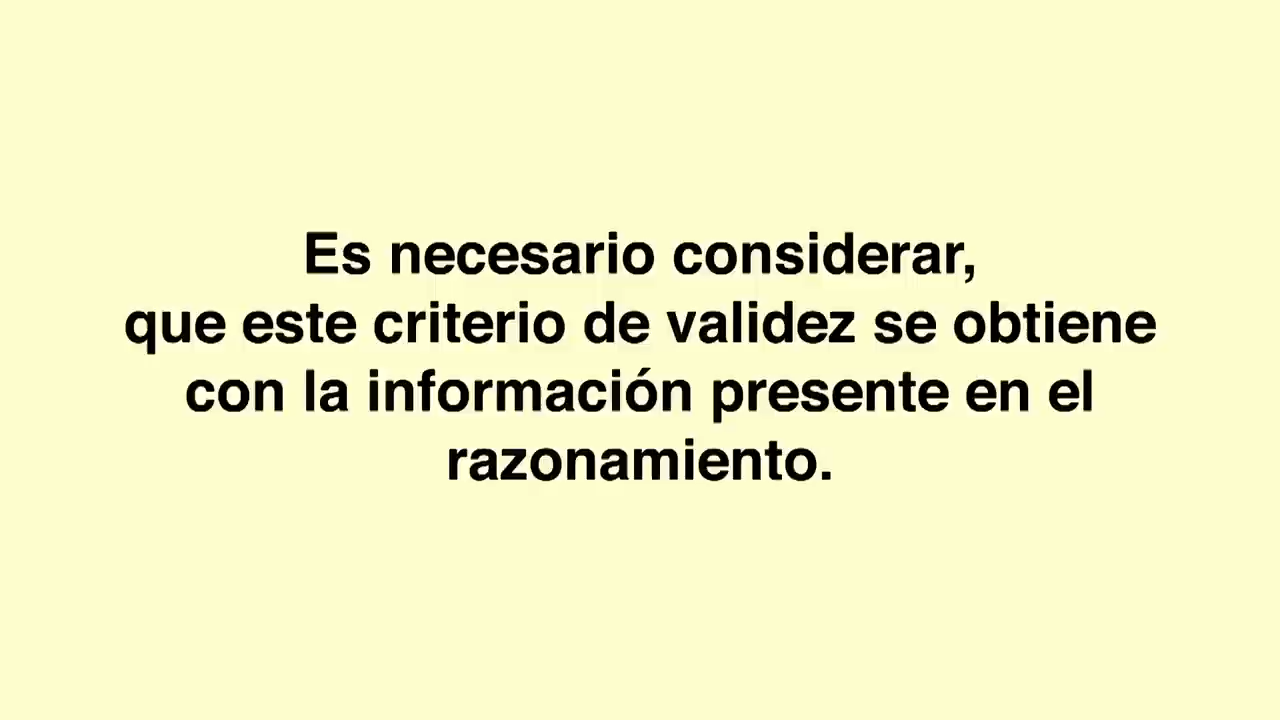 Es necesario considerar,
que este criterio de validez se obtiene
con la información presente en el
razonamiento.